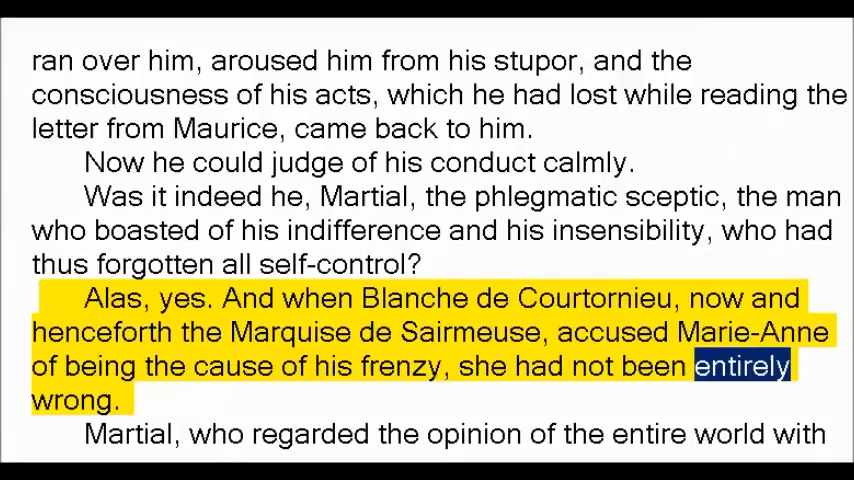 ran over him, aroused him from his stupor, and the
consciousness of his acts, which he had lost while reading the
letter from Maurice, came back to him.
Now he could judge of his conduct calmly.
Was it indeed he, Martial, the phlegmatic sceptic, the man
who boasted of his indifference and his insensibility, who had
thus forgotten all self-control?
Alas, yes. And when Blanche de Courtornieu, now and
henceforth the Marquise de Sairmeuse, accused Marie-Anne
of being the cause of his frenzy, she had not been entirely
wrong.
Martial, who regarded the opinion of the entire world with